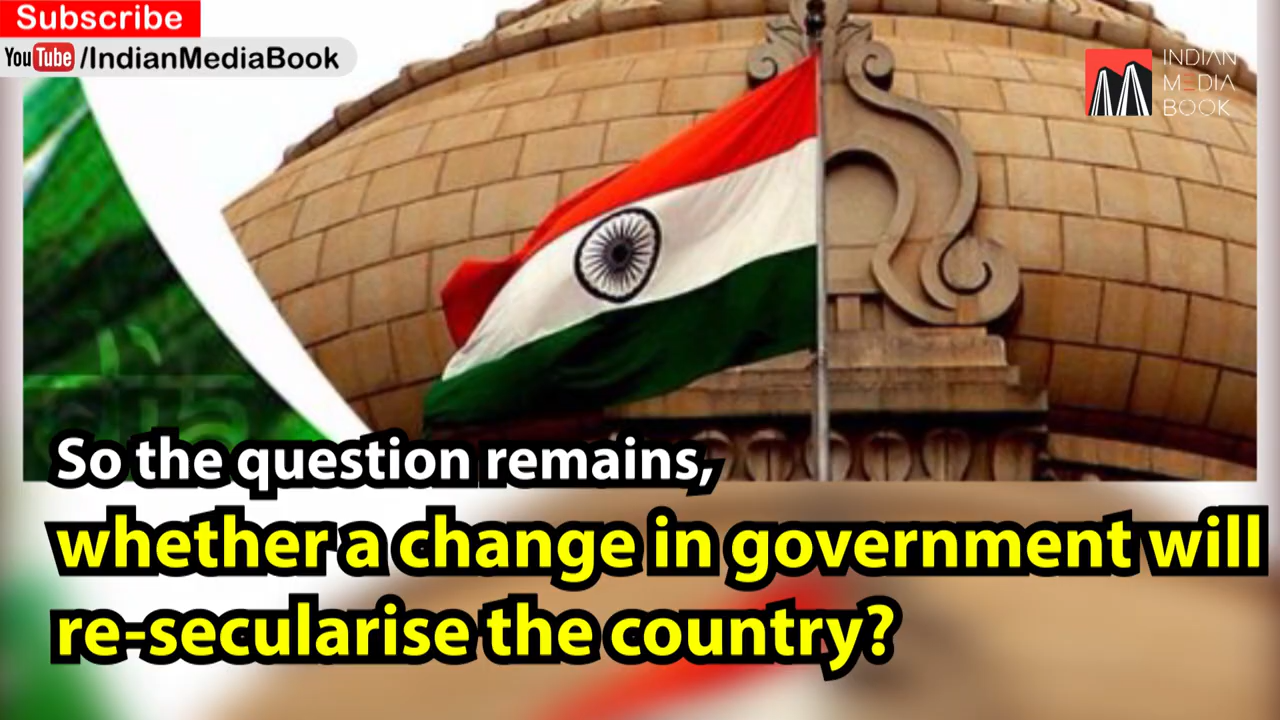 Subscribe
YouTube /IndianMediaBook
INDIAN
MEDIA
BOOK
So the question remains,
whether a change in government will
re-secularise the country?